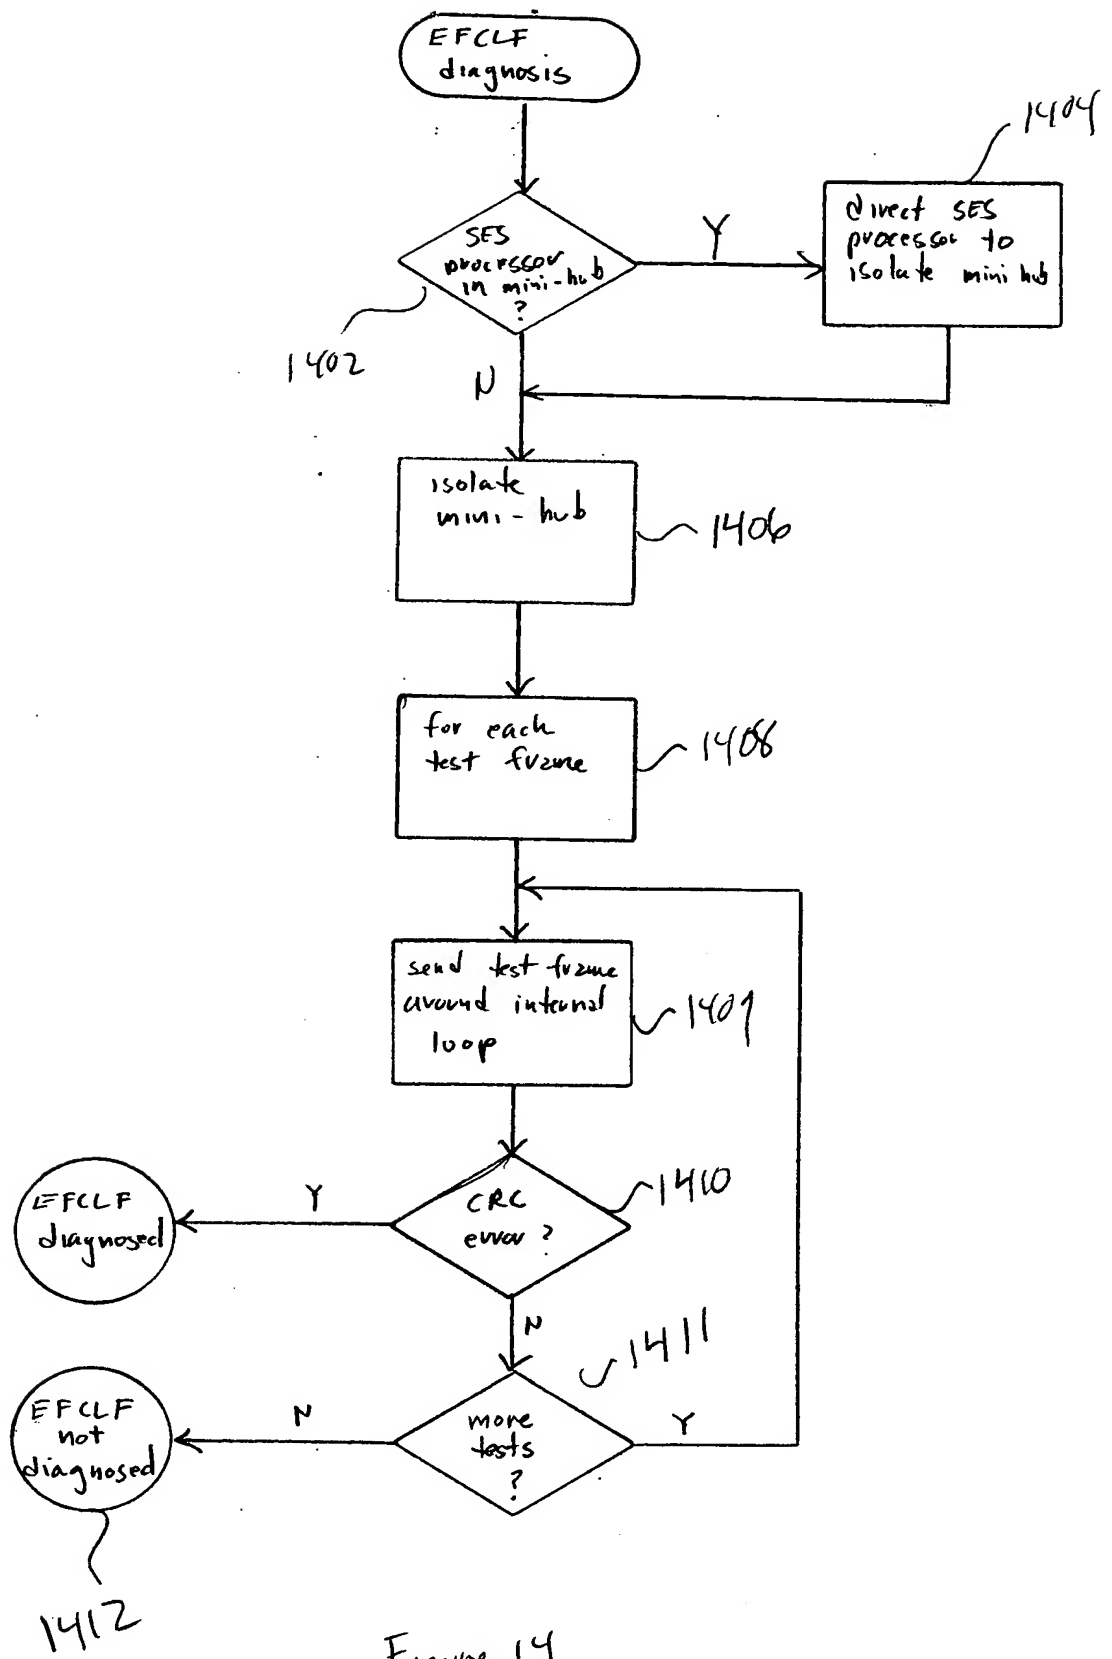 EFCLF
diagnosis
1404
direct SES
processor to
isolate mini hub
Y
SES
processor
in mini-hub
?
1402
N
isolate
mini-hub
1406
for each
test frame
1408
send test frame
around internal
loop
1409
CRC
error?
1410
Y
EFCLF
diagnosed
N
1411
more
tests
?
Y
N
EFCLF
not
diagnosed
1412
Figure 14